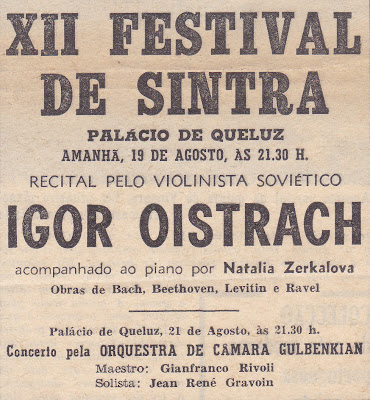 XII FESTIVAL
DE SINTRA
PALÁCIO DE QUELUZ
AMANHÃ, 19 DE AGOSTO, ÀS 21.30 H.
RECITAL PELO VIOLINISTA SOVIÉTICO
IGOR OISTRACH
acompanhado ao piano por Natalia Zerkalova
Obras de Bach, Beethoven, Levitin e Ravel
Palácio de Queluz, 21 de Agosto, às 21.30 h.
Concerto pela ORQUESTRA DE CÂMARA GULBENKIAN
Maestro: Gianfranco Rivoli
Solista: Jean René Gravoin